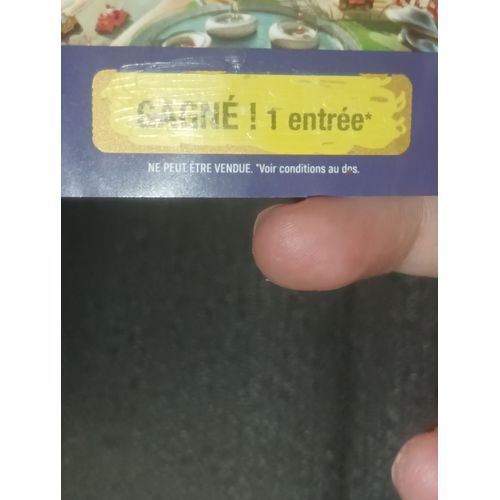 GAGNÉ ! 1 entrée*
NE PEUT ÊTRE VENDUE. *Voir conditions au dos.